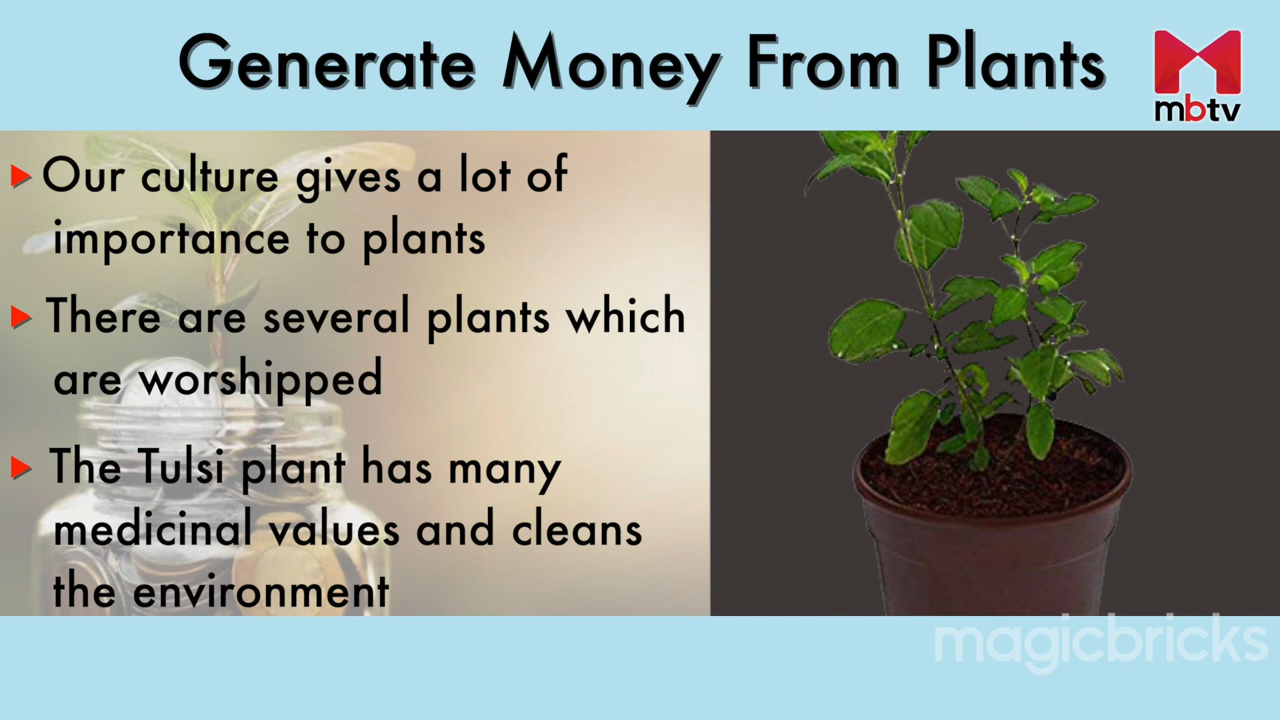 Generate Money From Plants
mbtv
Our culture gives a lot of
importance to plants
There are several plants which
are worshipped
The Tulsi plant has many
medicinal values and cleans
the environment
magicbricks